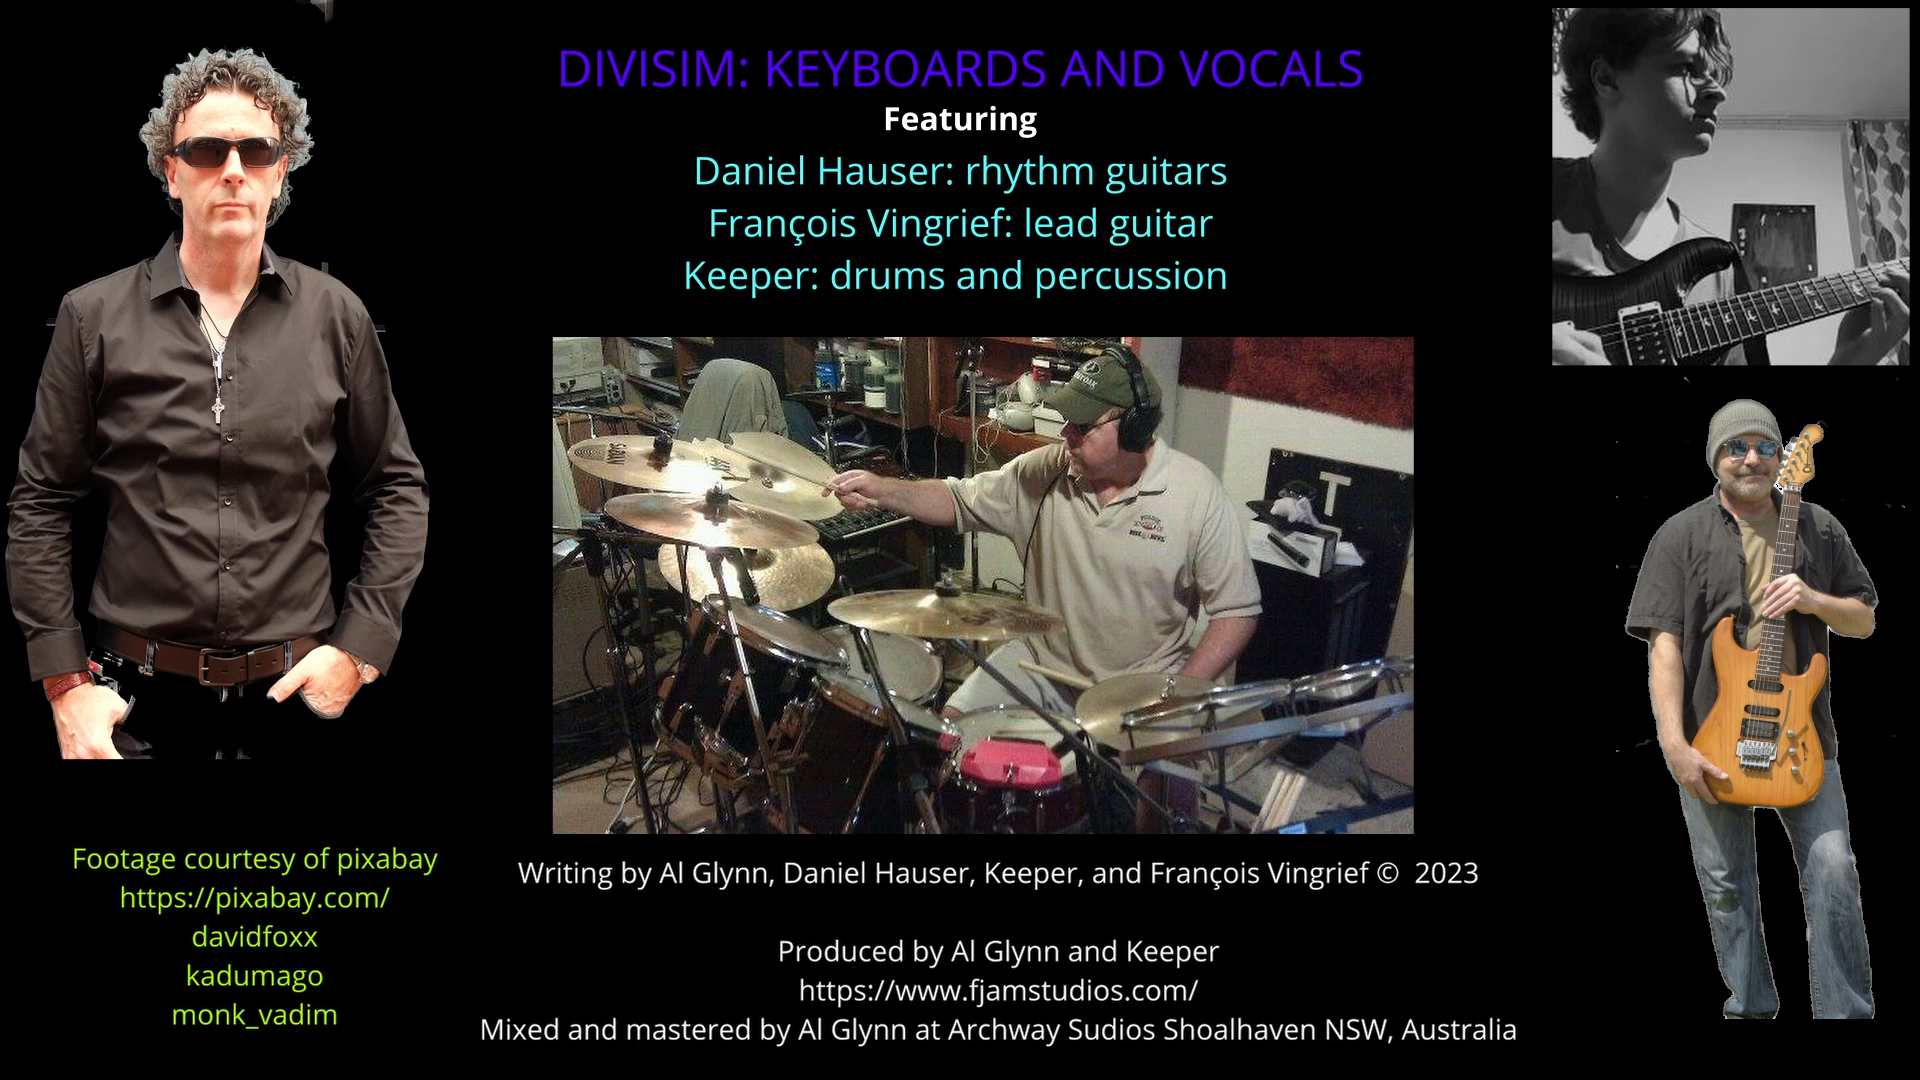 DIVISIM: KEYBOARDS AND VOCALS
Featuring
Daniel Hauser: rhythm guitars
François Vingrief: lead guitar
Keeper: drums and percussion
T
Footage courtesy of pixabay
https://pixabay.com/
davidfoxx
kadumago
monk_vadim
Writing by Al Glynn, Daniel Hauser, Keeper, and François Vingrief © 2023
Produced by Al Glynn and Keeper
https://www.fjamstudios.com/
Mixed and mastered by Al Glynn at Archway Sudios Shoalhaven NSW, Australia